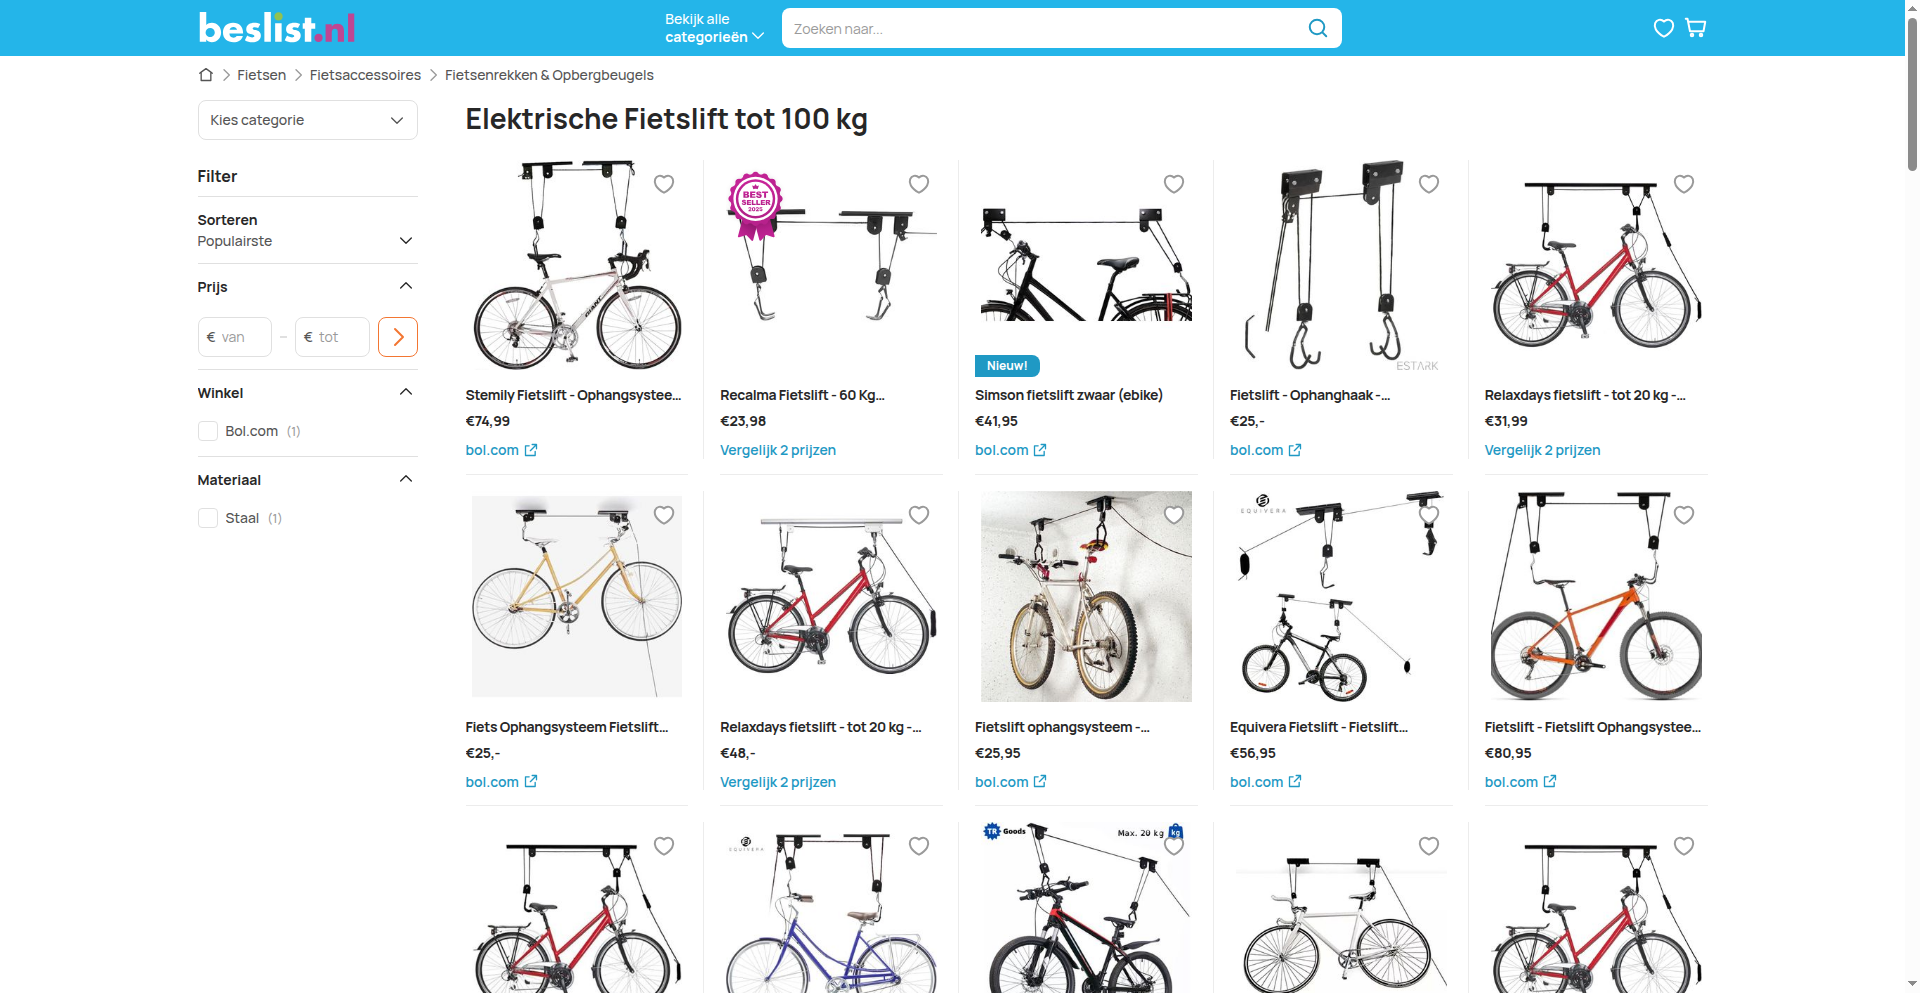 beslist.nl
Bekijk alle
categorieën
Zoeken naar...
Fietsen
Fietsaccessoires
Fietsenrekken & Opbergbeugels
Kies categorie
Elektrische Fietslift tot 100 kg
Filter
Sorteren
Populairste
Prijs
€ van
–
€ tot
Winkel
Bol.com (1)
Materiaal
Staal (1)
GIANT
Stemily Fietslift - Ophangsystee...
€74,99
bol.com
BEST
SELLER
2025
Recalma Fietslift - 60 Kg...
€23,98
Vergelijk 2 prijzen
Nieuw!
Simson fietslift zwaar (ebike)
€41,95
bol.com
ESTARK
Fietslift - Ophanghaak -...
€25,-
bol.com
Relaxdays fietslift - tot 20 kg -...
€31,99
Vergelijk 2 prijzen
Fiets Ophangsysteem Fietslift...
€25,-
bol.com
Relaxdays fietslift - tot 20 kg -...
€48,-
Vergelijk 2 prijzen
Fietslift ophangsysteem -...
€25,95
bol.com
EQUIVERA
Equivera Fietslift - Fietslift...
€56,95
bol.com
Fietslift - Fietslift Ophangsystee...
€80,95
bol.com
EQUIVERA
TR Goods
Max. 20 kg
kg